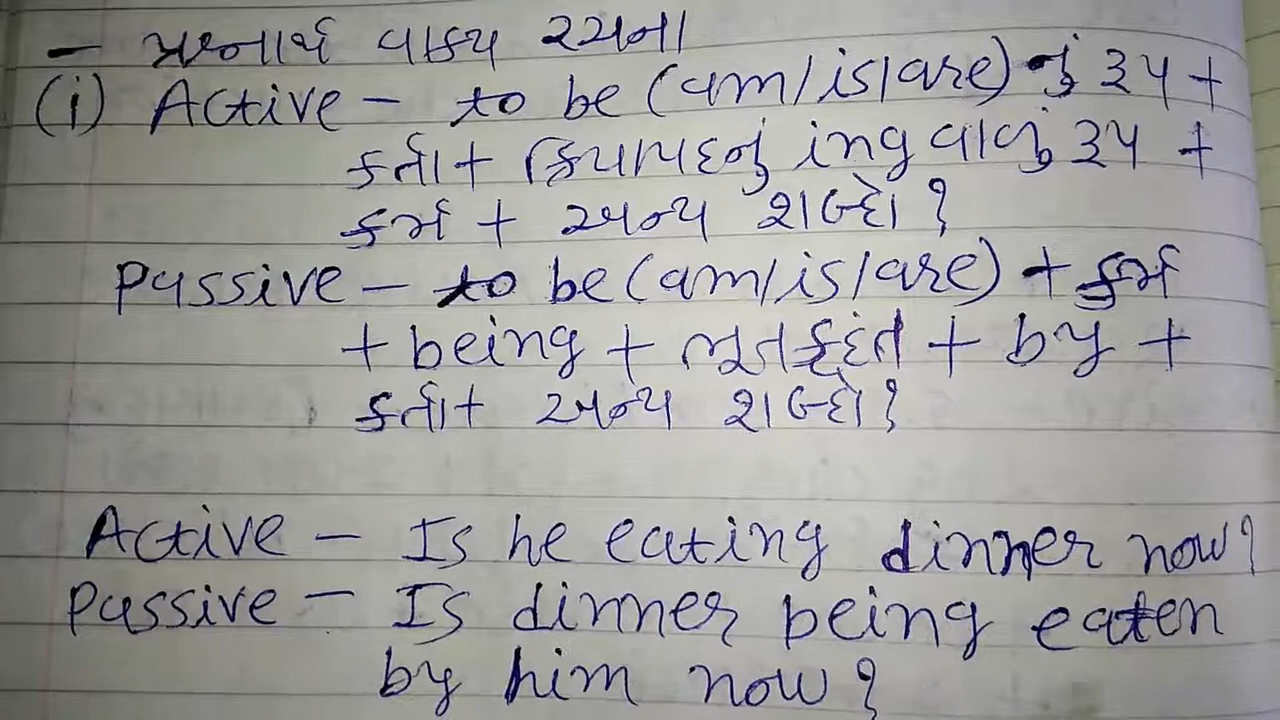 - પ્રશ્નાર્થ વાક્ય રચના
(i) Active - to be (am/is/are) નું રૂપ +
કર્તા + ક્રિયાપદનું ing વાળું રૂપ +
કર્મ + અન્ય શબ્દો?
Passive - to be (am/is/are) + કર્મ
+ being + ભૂતકૃદંત + by +
કર્તા + અન્ય શબ્દો?
Active - Is he eating dinner now?
Passive - Is dinner being eaten
by him now?